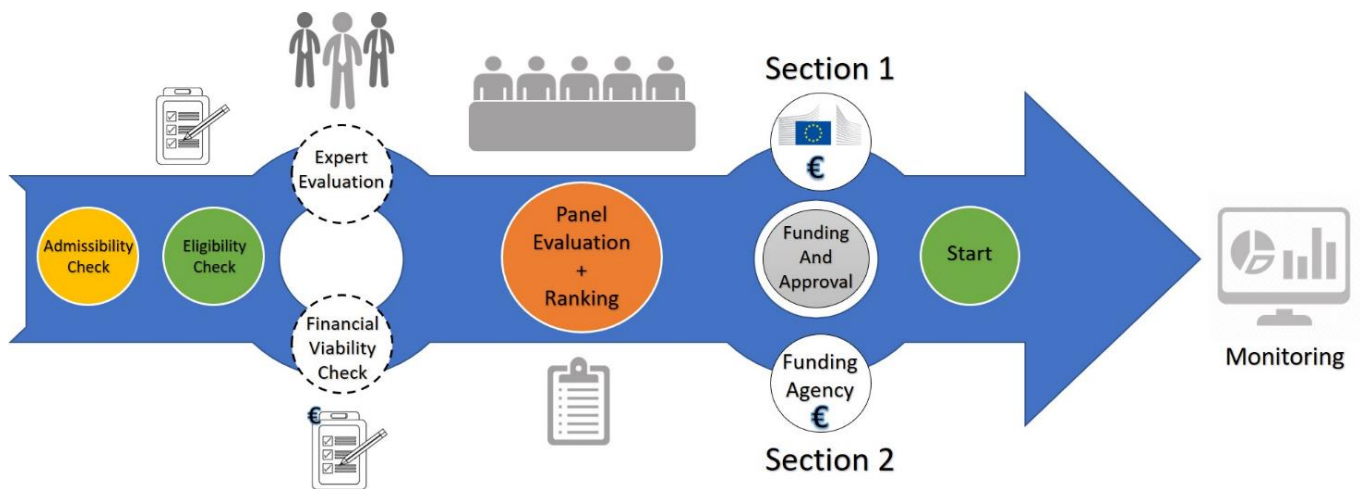 Admissibility
Check
Eligibility
Check
Expert
Evaluation
Financial
Viability
Check
€
Panel
Evaluation
+
Ranking
Section 1
€
Funding
And
Approval
Funding
Agency
€
Section 2
Start
Monitoring